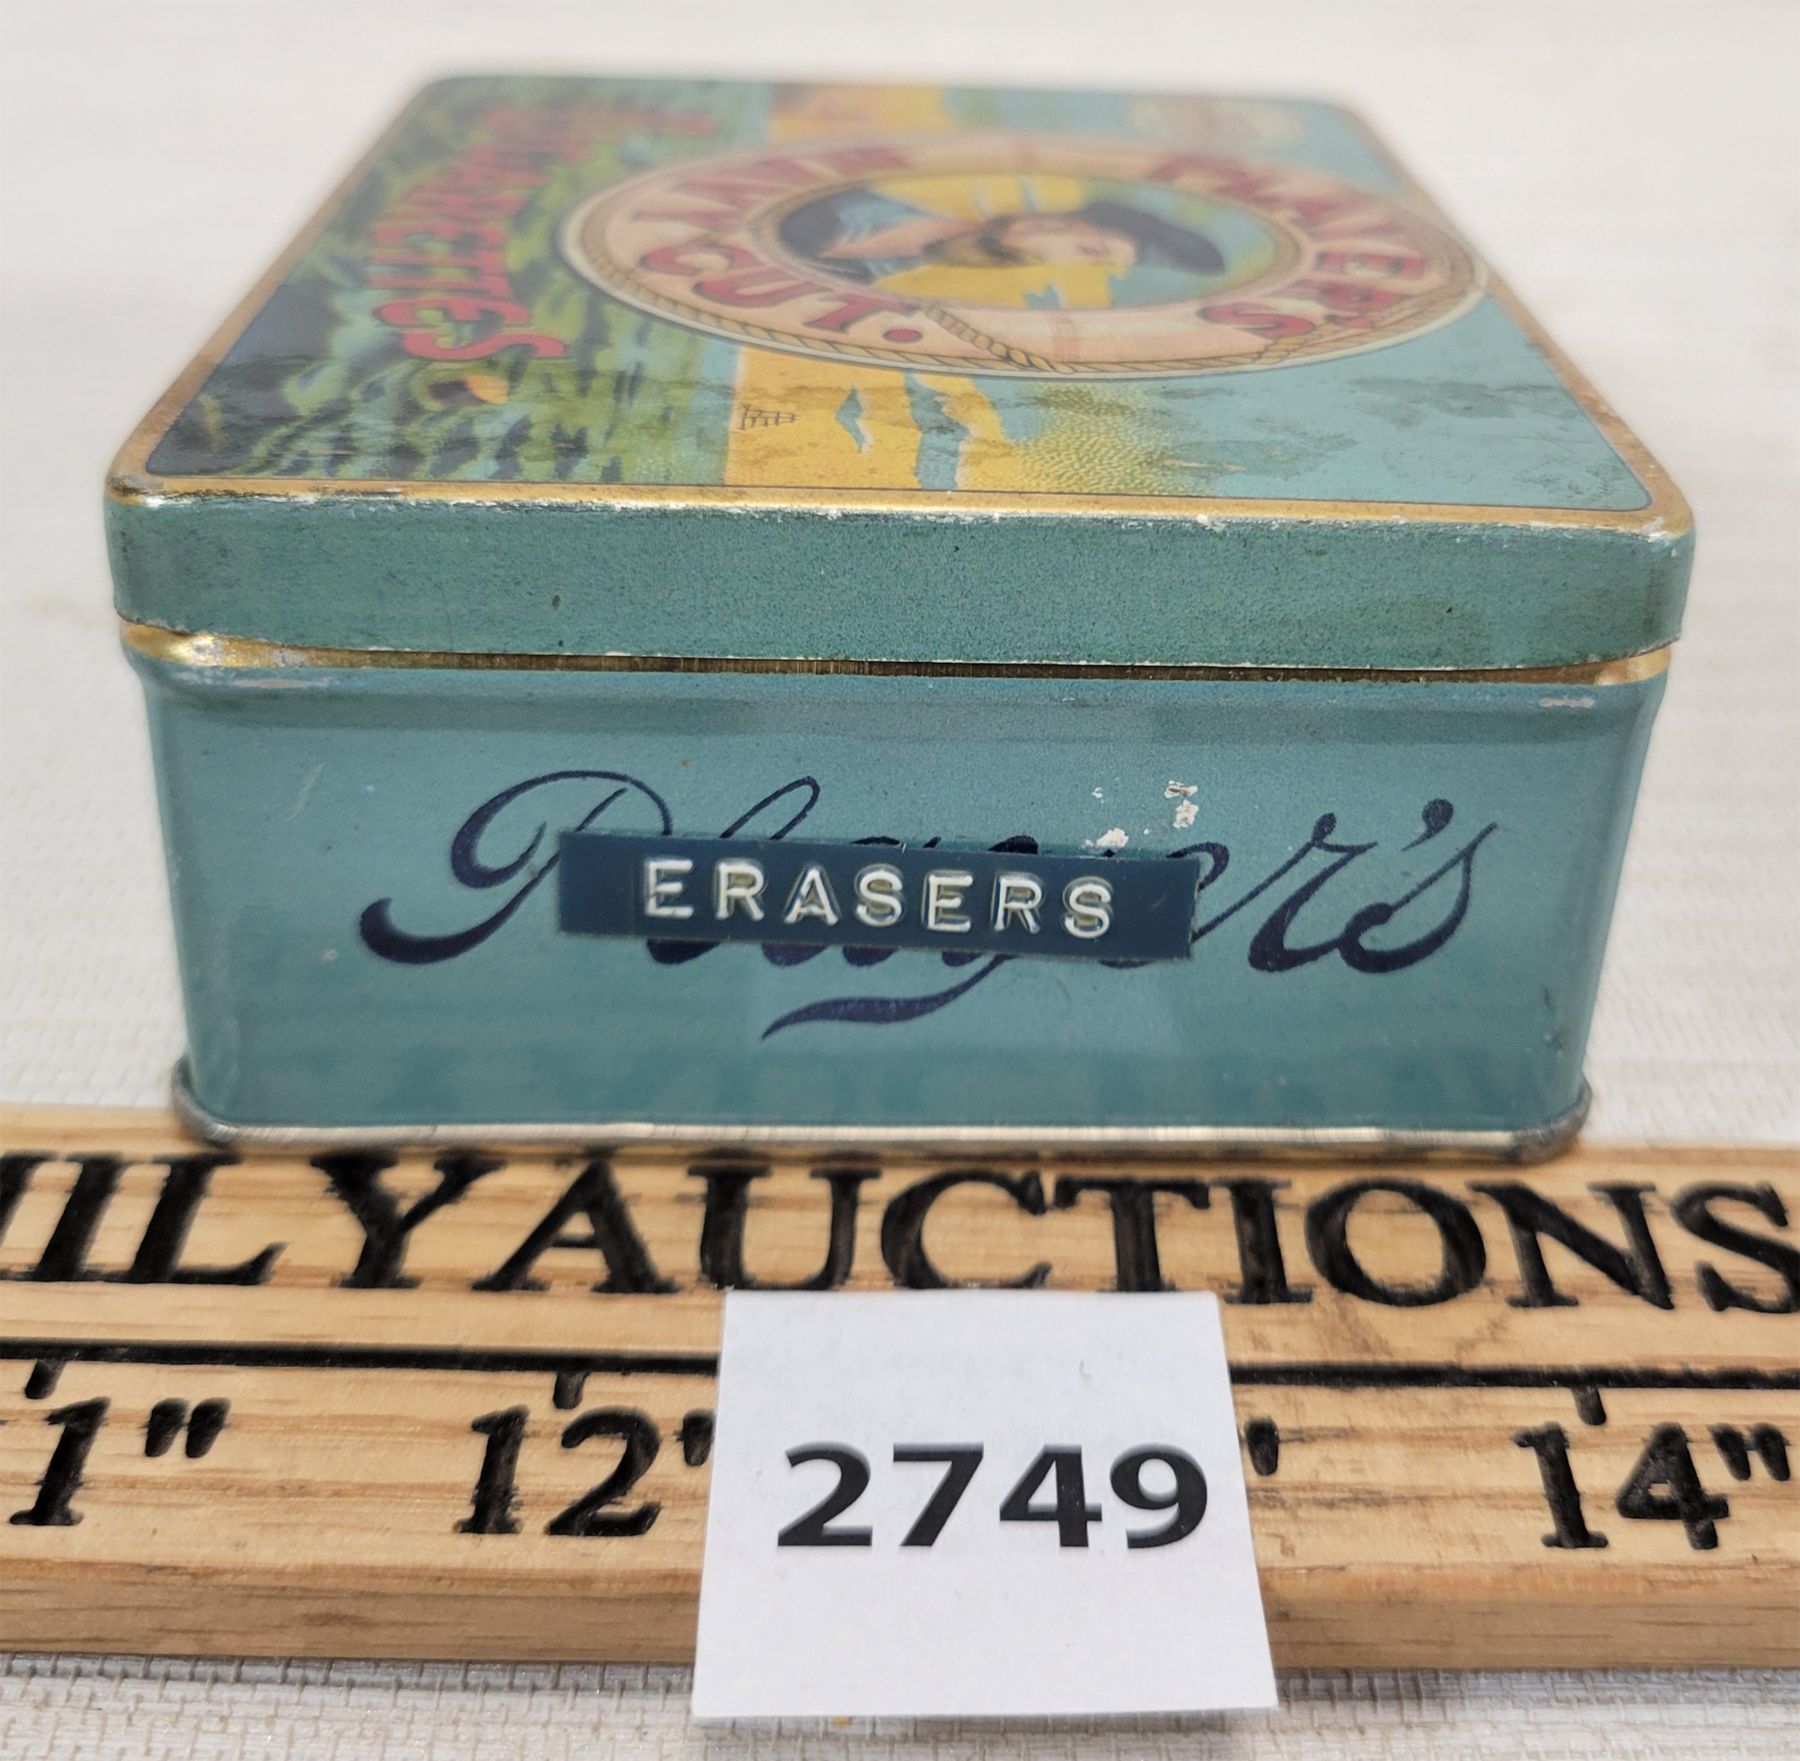 PLAYER'S
NAVY
CUT.
CIGARETTES
Player's
ERASERS
ILYAUCTIONS
1" 12" 14"
2749